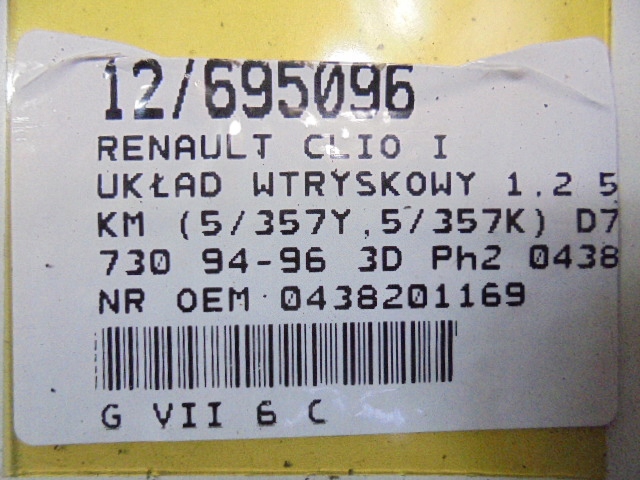 12/695096
RENAULT CLIO I
UKŁAD WTRYSKOWY 1.2 5
KM (5/357Y,5/357K) D7
730 94-96 3D Ph2 0438
NR OEM 0438201169
G VII 6 C